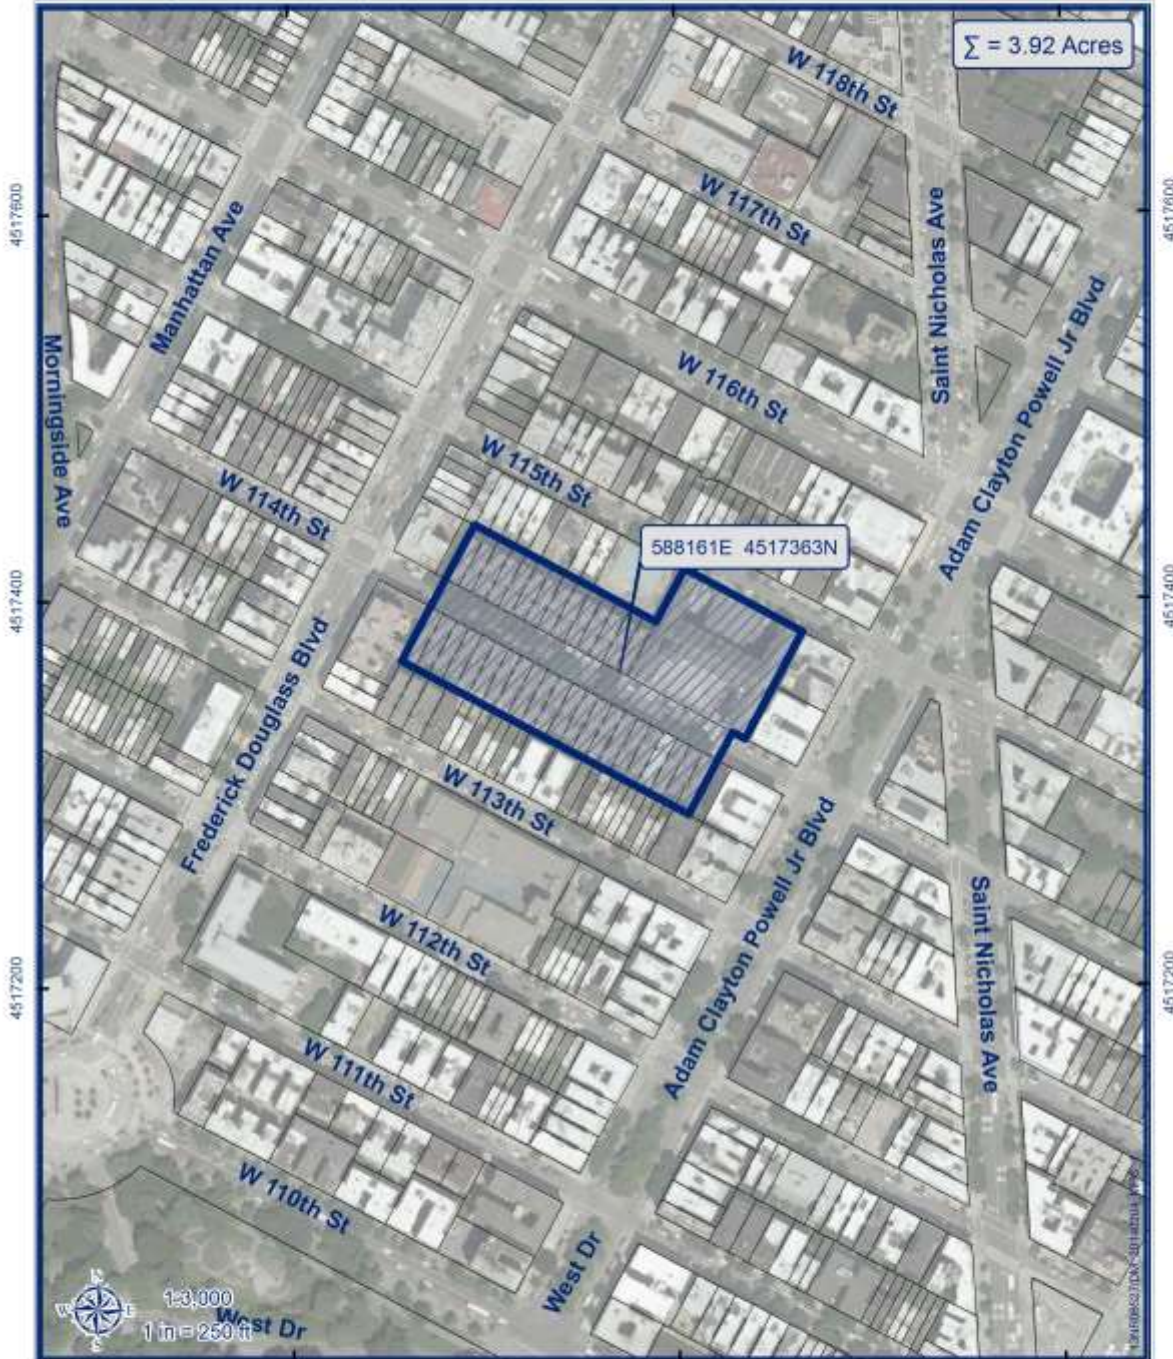 ∑ = 3.92 Acres
W 118th St
4517600
4517600
W 117th St
Manhattan Ave
Saint Nicholas Ave
Adam Clayton Powell Jr Blvd
Morningside Ave
W 116th St
W 115th St
W 114th St
588161E 4517363N
4517400
4517400
Frederick Douglass Blvd
W 113th St
Adam Clayton Powell Jr Blvd
Saint Nicholas Ave
W 112th St
4517200
4517200
W 111th St
W 110th St
West Dr
N
W E
S
1:3,000
1 in = 250 ft
West Dr